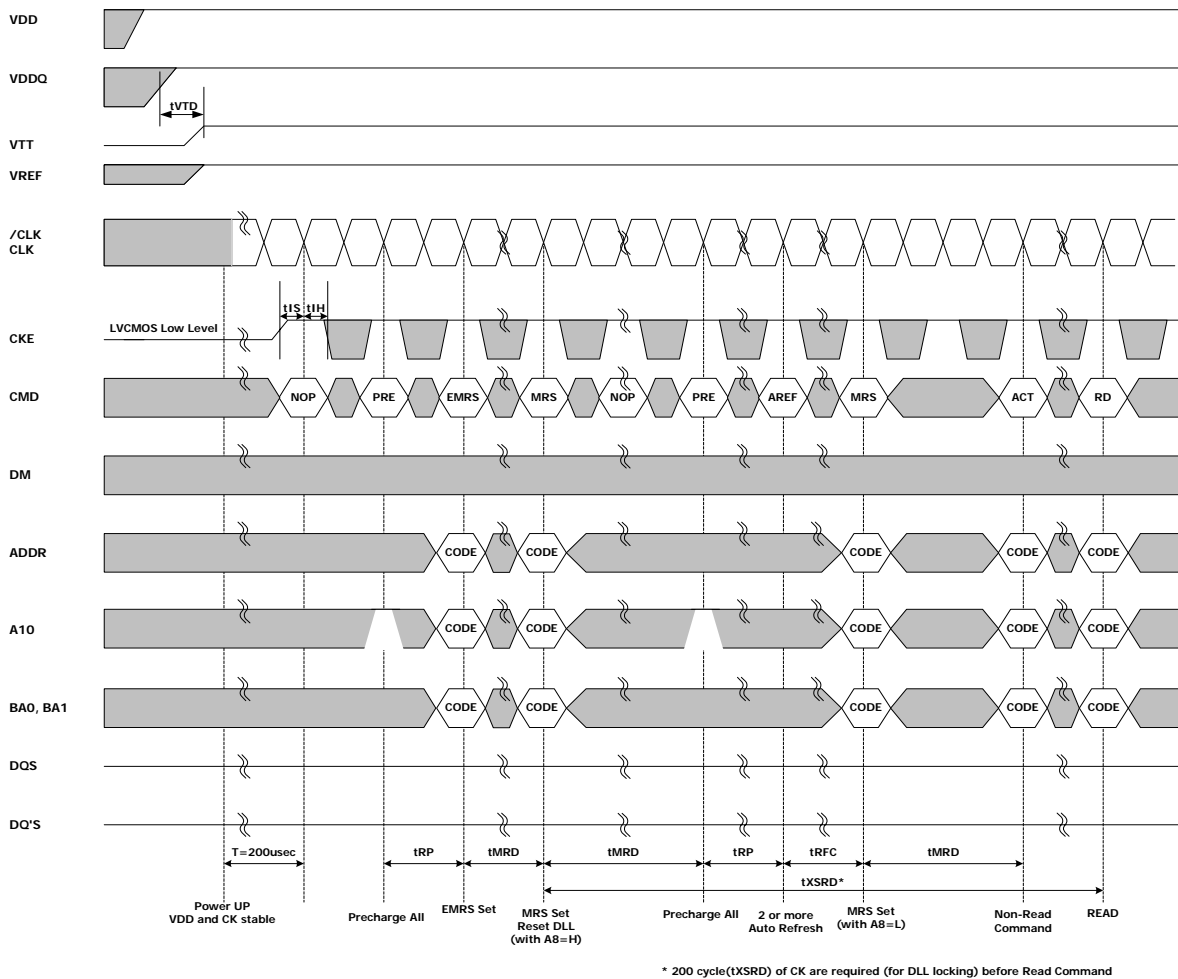 VDD
VDDQ
tVTD
VTT
VREF
/CLK
CLK
tIS tIH
CKE
LVCMOS Low Level
CMD
NOP PRE EMRS MRS NOP PRE AREF MRS ACT RD
DM
ADDR
CODE CODE CODE CODE CODE
A10
CODE CODE CODE CODE CODE
BA0, BA1
CODE CODE CODE CODE CODE
DQS
DQ'S
T=200usec tRP tMRD tMRD tRP tRFC tMRD
tXSRD*
Power UP
VDD and CK stable
Precharge All
EMRS Set
MRS Set
Reset DLL
(with A8=H)
Precharge All
2 or more
Auto Refresh
MRS Set
(with A8=L)
Non-Read
Command
READ
* 200 cycle(tXSRD) of CK are required (for DLL locking) before Read Command